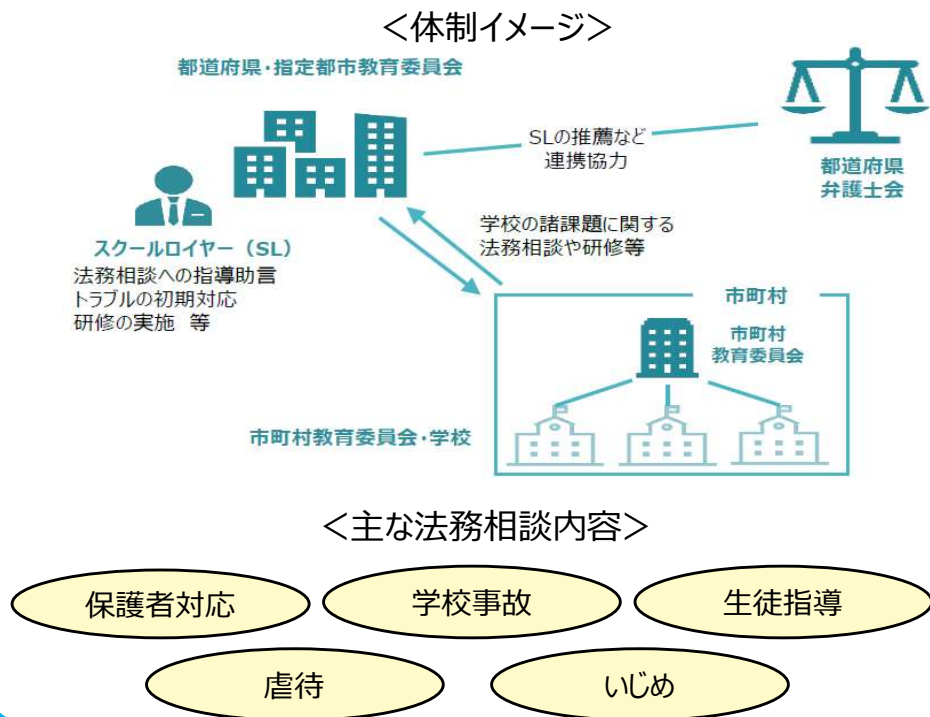 ＜体制イメージ＞
都道府県・指定都市教育委員会
SLの推薦など
連携協力
都道府県
弁護士会
スクールロイヤー（SL）
法務相談への指導助言
トラブルの初期対応
研修の実施　等
学校の諸課題に関する
法務相談や研修等
市町村
市町村
教育委員会
市町村教育委員会・学校
＜主な法務相談内容＞
保護者対応
学校事故
生徒指導
虐待
いじめ